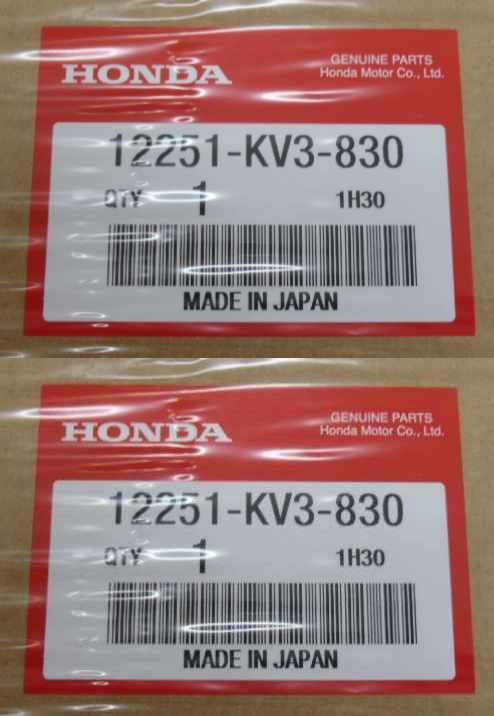 HONDA
GENUINE PARTS
Honda Motor Co., Ltd.
12251-KV3-830
QTY 1 1H30
MADE IN JAPAN
HONDA
GENUINE PARTS
Honda Motor Co., Ltd.
12251-KV3-830
QTY 1 1H30
MADE IN JAPAN